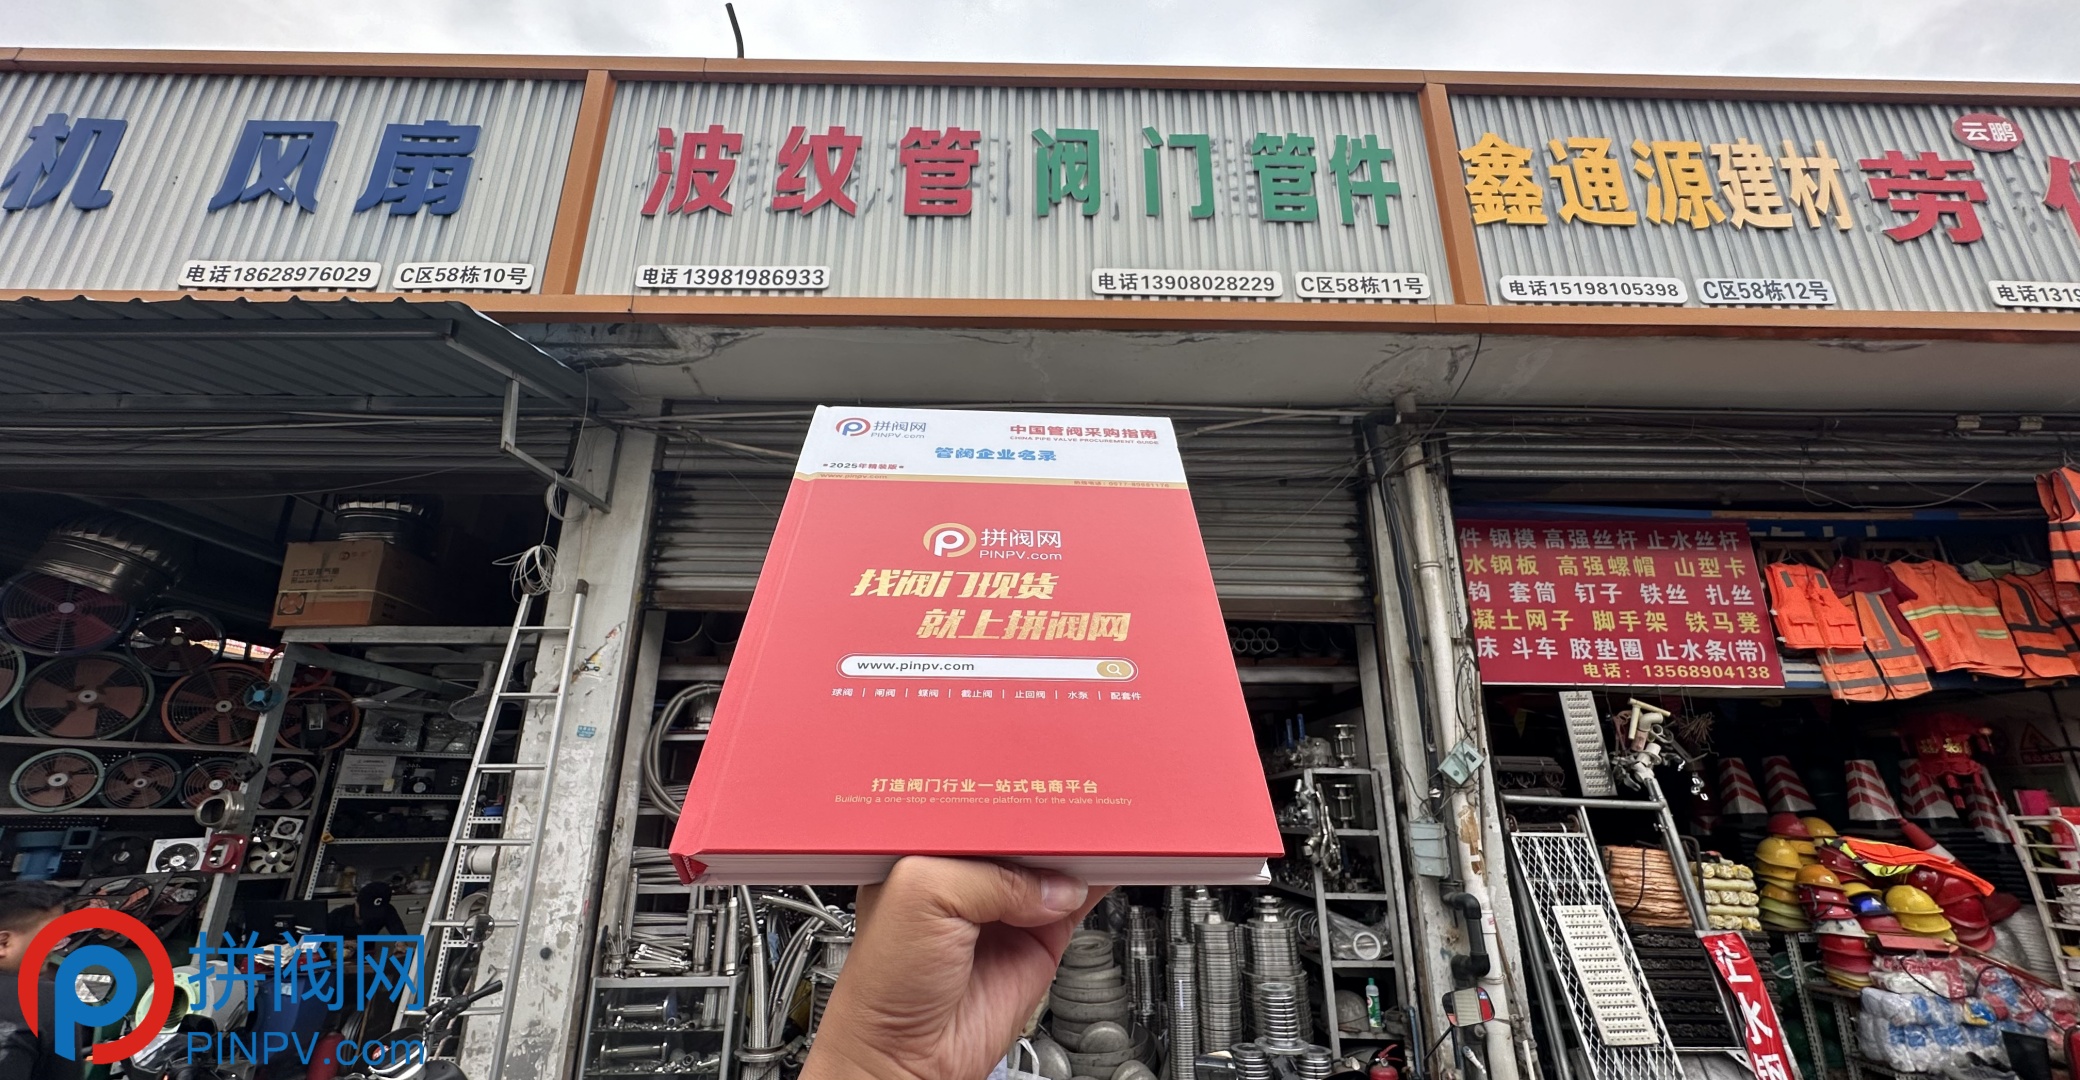 机 风 扇
电话18628976029
C区58栋10号
波纹管 阀门管件
电话13981986933
电话13908028229
C区58栋11号
鑫通源建材
云鹏
劳
电话15198105398
C区58栋12号
电话1319
拼阀网
PINPV.com
中国管阀采购指南
CHINA PIPE VALVE PROCUREMENT GUIDE
管阀企业名录
2025年精装版
www.pinpv.com
拼阀网
PINPV.com
找阀门现货
就上拼阀网
www.pinpv.com
球阀 | 闸阀 | 蝶阀 | 截止阀 | 止回阀 | 水泵 | 配套件
打造阀门行业一站式电商平台
Building a one-stop e-commerce platform for the valve industry
件 钢模 高强丝杆 止水丝杆
水钢板 高强螺帽 山型卡
钩 套筒 钉子 铁丝 扎丝
凝土网子 脚手架 铁马凳
床 斗车 胶垫圈 止水条(带)
电话：13568904138
止水
拼阀网
PINPV.com